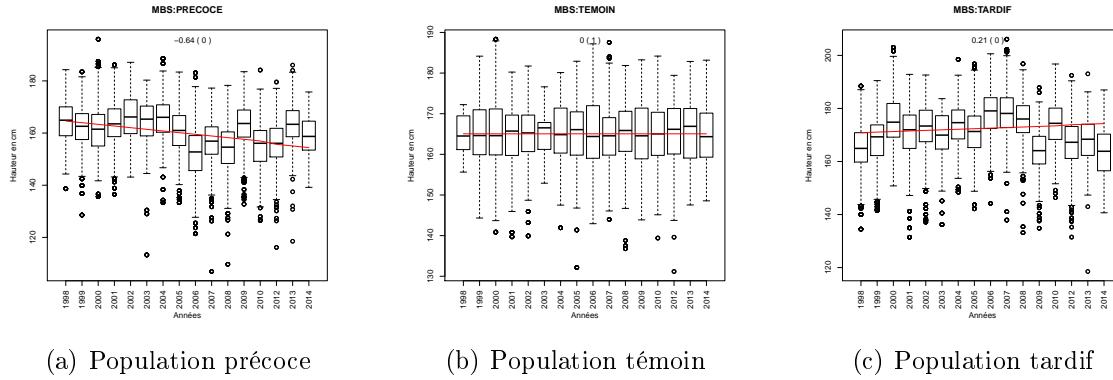 MBS:PRECOCE
−0.64 ( 0 )
Hauteur en cm
120 140 160 180
1998 1999 2000 2001 2002 2003 2004 2005 2006 2007 2008 2009 2010 2012 2013 2014
Années
(a) Population précoce
MBS:TEMOIN
0 ( 1 )
Hauteur en cm
130 140 150 160 170 180 190
1998 1999 2000 2001 2002 2003 2004 2005 2006 2007 2008 2009 2010 2011 2012 2014
Années
(b) Population témoin
MBS:TARDIF
0.21 ( 0 )
Hauteur en cm
120 140 160 180 200
1998 1999 2000 2001 2002 2003 2004 2005 2006 2007 2008 2009 2010 2012 2013 2014
Années
(c) Population tardif